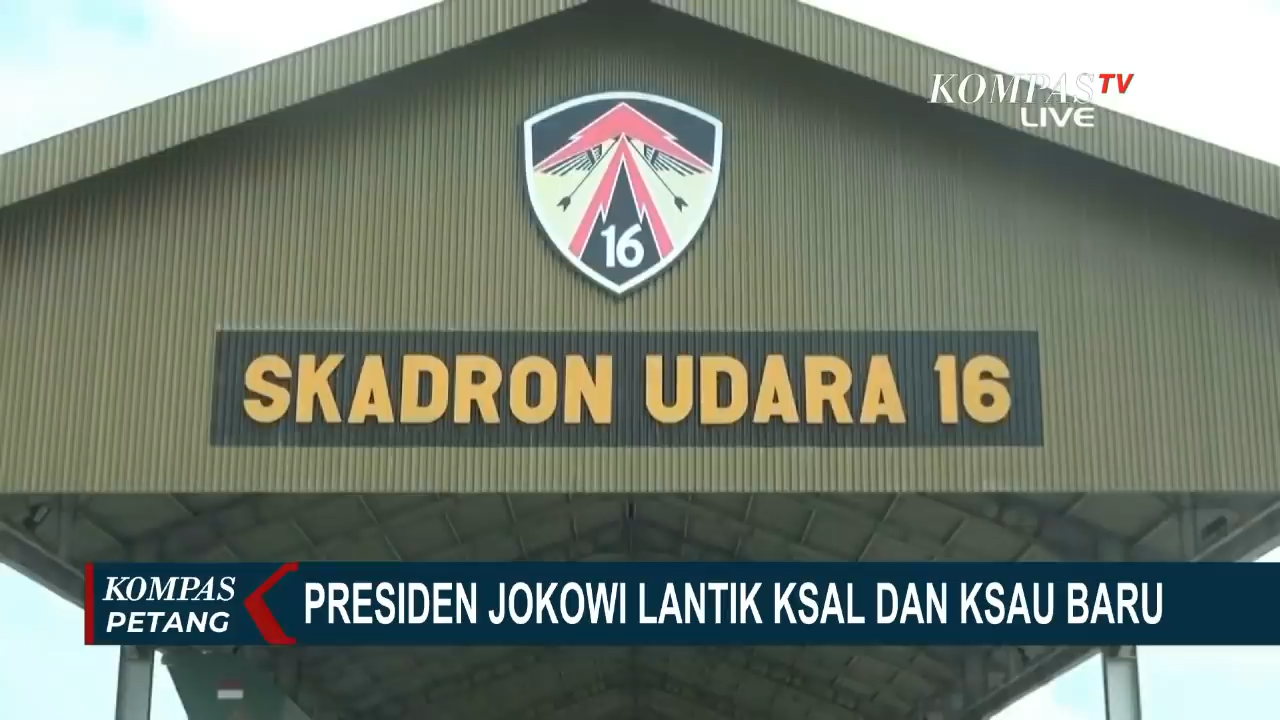 KOMPAS TV
LIVE
16
SKADRON UDARA 16
KOMPAS
PETANG
PRESIDEN JOKOWI LANTIK KSAL DAN KSAU BARU